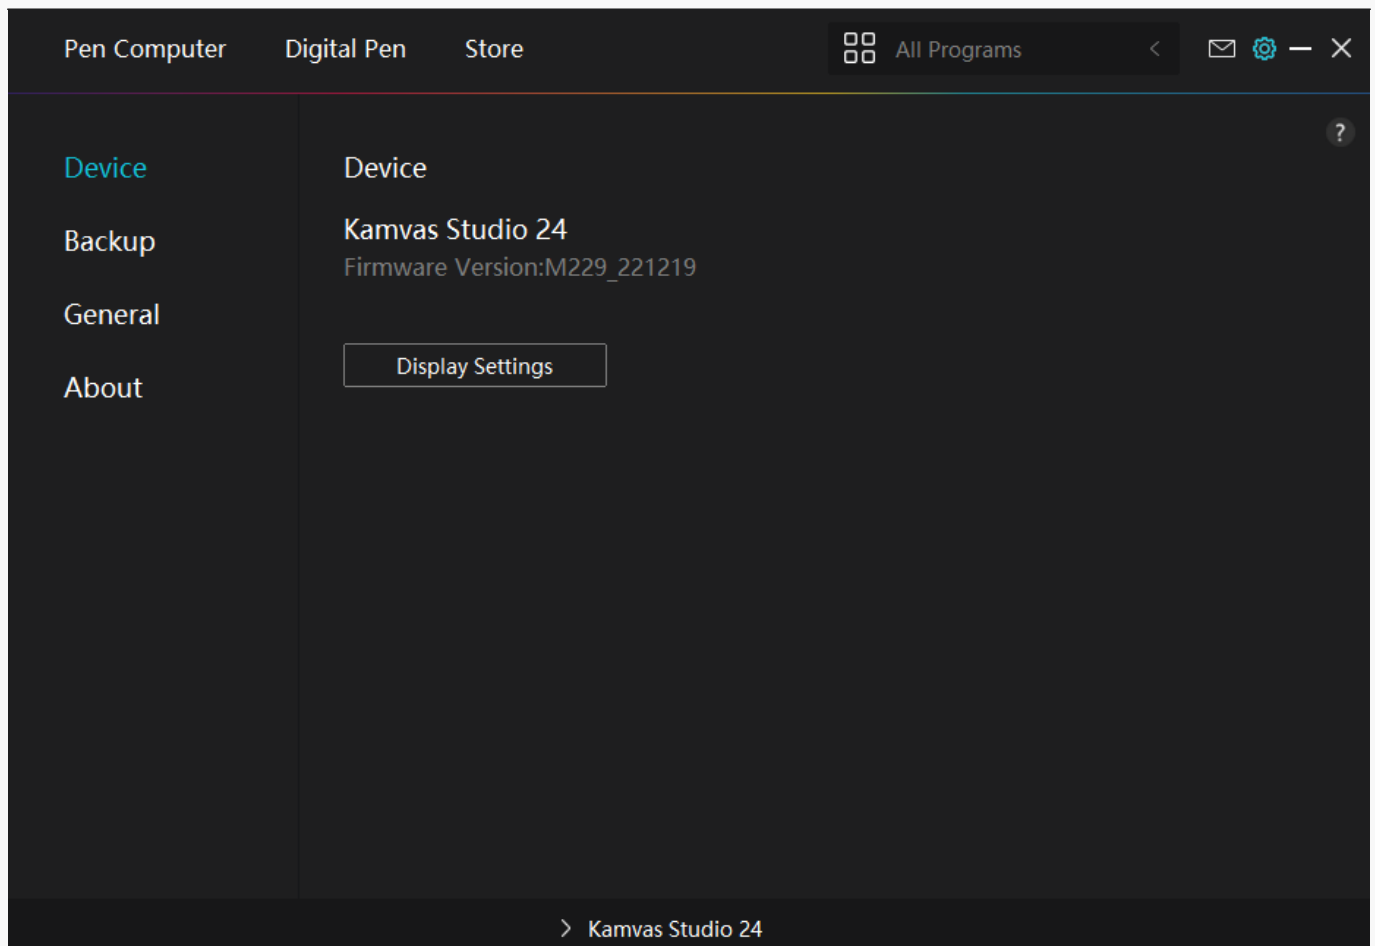 Pen Computer Digital Pen Store All Programs
?
Device
Backup
General
About
Device
Kamvas Studio 24
Firmware Version:M229_221219
Display Settings
Kamvas Studio 24